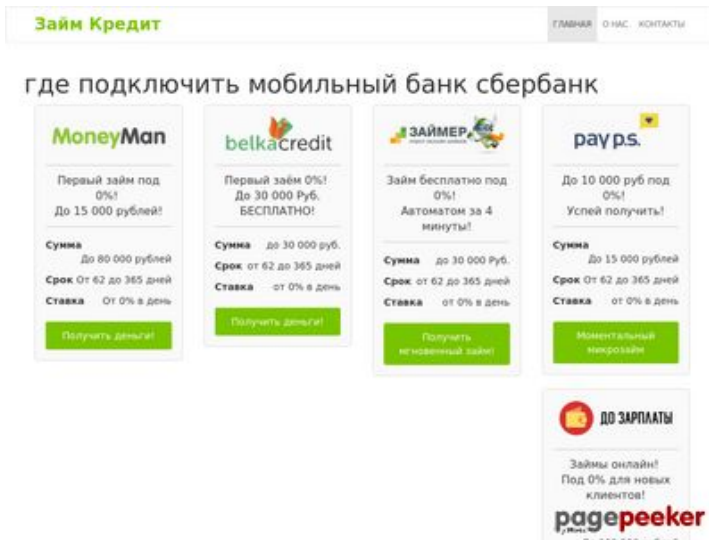 Займ Кредит
ГЛАВНАЯ О НАС КОНТАКТЫ
где подключить мобильный банк сбербанк
MoneyMan
Первый займ под
0%!
До 15 000 рублей!
Сумма
До 80 000 рублей
Срок От 62 до 365 дней
Ставка От 0% в день
Получить деньги!
belkacredit
Первый заём 0%!
До 30 000 Руб.
БЕСПЛАТНО!
Сумма до 30 000 руб.
Срок от 62 до 365 дней
Ставка от 0% в день
Получить деньги!
ЗАЙМЕР
Займ бесплатно под
0%!
Автоматом за 4
минуты!
Сумма до 30 000 Руб.
Срок от 62 до 365 дней
Ставка от 0% в день
Получить
мгновенный займ!
pay p.s.
До 10 000 руб под
0%!
Успей получить!
Сумма
До 15 000 рублей
Срок От 62 до 365 дней
Ставка От 0% в день
Моментальный
микрозайм
ДО ЗАРПЛАТЫ
Займы онлайн!
Под 0% для новых
клиентов!
pagepeeker